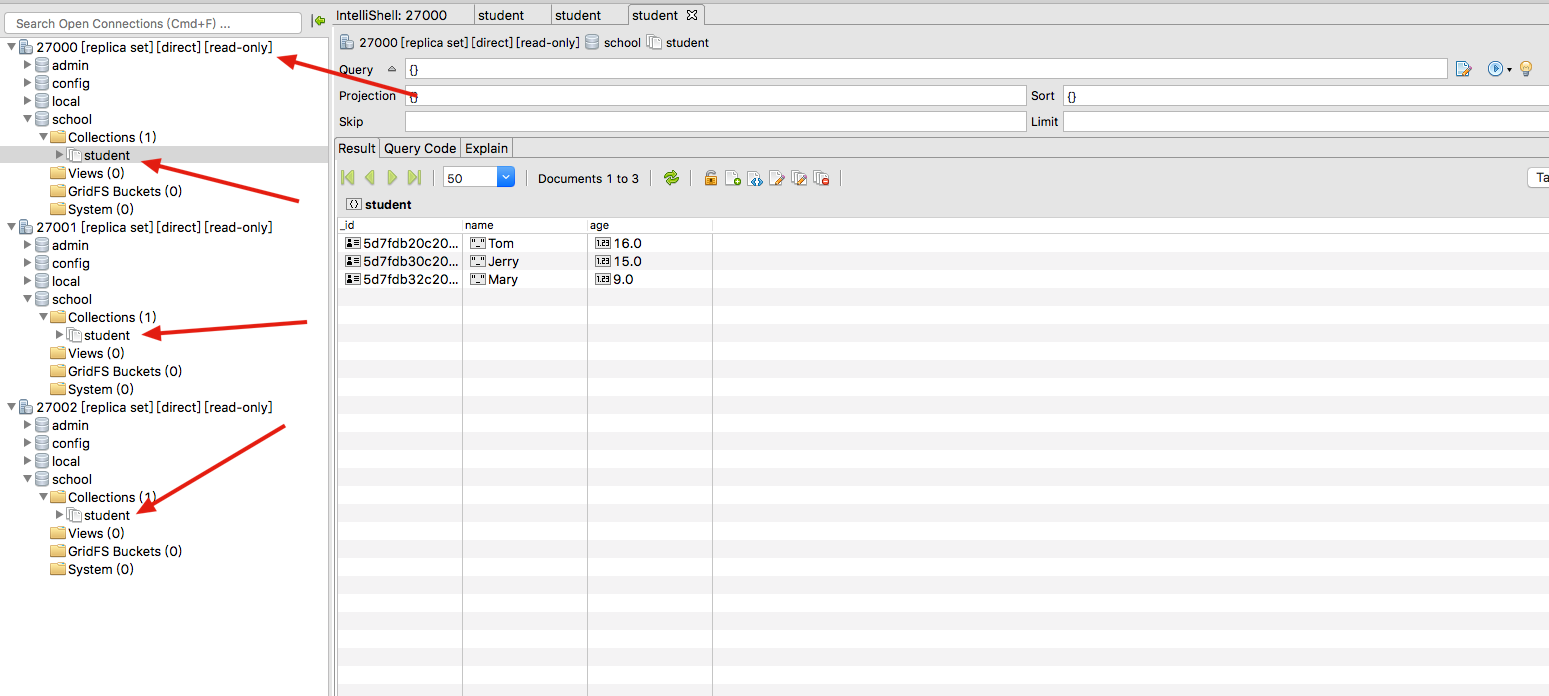 Search Open Connections (Cmd+F) ...
27000 [replica set] [direct] [read-only]
admin
config
local
school
Collections (1)
student
Views (0)
GridFS Buckets (0)
System (0)
27001 [replica set] [direct] [read-only]
admin
config
local
school
Collections (1)
student
Views (0)
GridFS Buckets (0)
System (0)
27002 [replica set] [direct] [read-only]
admin
config
local
school
Collections (1)
student
Views (0)
GridFS Buckets (0)
System (0)
IntelliShell: 27000 student student student
27000 [replica set] [direct] [read-only] school student
Query {}
Projection {} Sort {}
Skip Limit
Result Query Code Explain
50 Documents 1 to 3 Ta
student
_id name age
5d7fdb20c20... Tom 16.0
5d7fdb30c20... Jerry 15.0
5d7fdb32c20... Mary 9.0